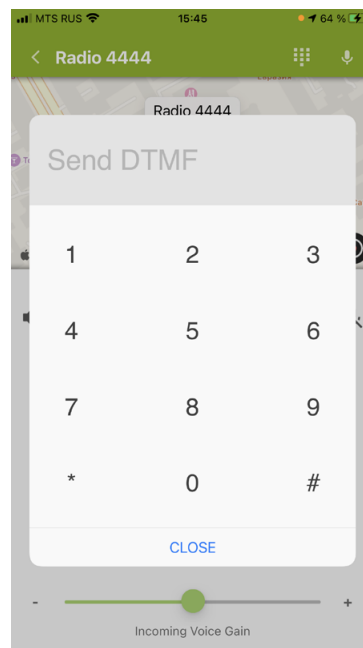 MTS RUS 15:45 64 %
Radio 4444
Radio 4444
Send DTMF
1 2 3
4 5 6
7 8 9
* 0 #
CLOSE
- +
Incoming Voice Gain